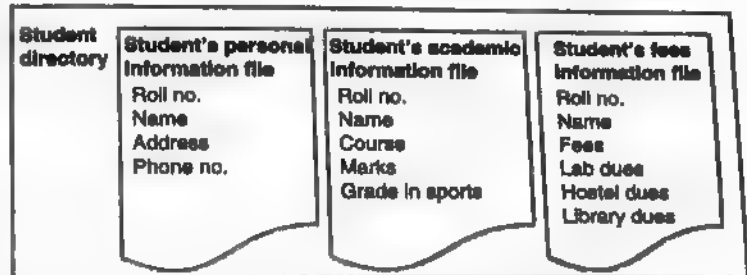 Student
directory
Student's personal
information file
Roll no.
Name
Address
Phone no.
Student's academic
information file
Roll no.
Name
Course
Marks
Grade in sports
Student's fees
information file
Roll no.
Name
Fees
Lab dues
Hostel dues
Library dues